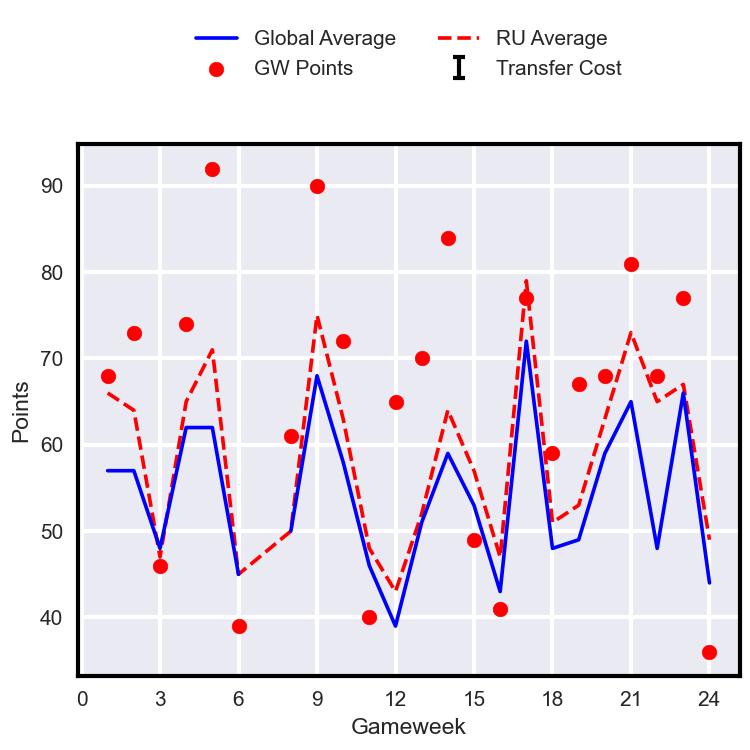 Global Average
RU Average
GW Points
Transfer Cost
90
80
70
60
50
40
Points
0 3 6 9 12 15 18 21 24
Gameweek